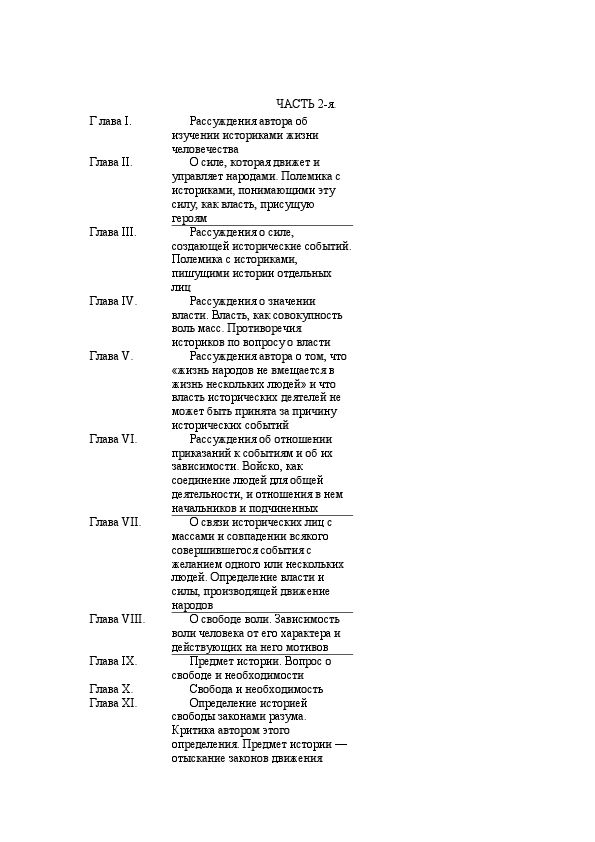 ЧАСТЬ 2-я.
Г лава I. Рассуждения автора об
изучении историками жизни
человечества
Глава II. О силе, которая движет и
управляет народами. Полемика с
историками, понимающими эту
силу, как власть, присущую
героям
Глава III. Рассуждения о силе,
создающей исторические событий.
Полемика с историками,
пишущими истории отдельных
лиц
Глава IV. Рассуждения о значении
власти. Власть, как совокупность
воль масс. Противоречия
историков по вопросу о власти
Глава V. Рассуждения автора о том, что
«жизнь народов не вмещается в
жизнь нескольких людей» и что
власть исторических деятелей не
может быть принята за причину
исторических событий
Глава VI. Рассуждения об отношении
приказаний к событиям и об их
зависимости. Войско, как
соединение людей для общей
деятельности, и отношения в нем
начальников и подчиненных
Глава VII. О связи исторических лиц с
массами и совпадении всякого
совершившегося события с
желанием одного или нескольких
людей. Определение власти и
силы, производящей движение
народов
Глава VIII. О свободе воли. Зависимость
воли человека от его характера и
действующих на него мотивов
Глава IX. Предмет истории. Вопрос о
свободе и необходимости
Глава X. Свобода и необходимость
Глава XI. Определение историей
свободы законами разума.
Критика автором этого
определения. Предмет истории —
отыскание законов движения